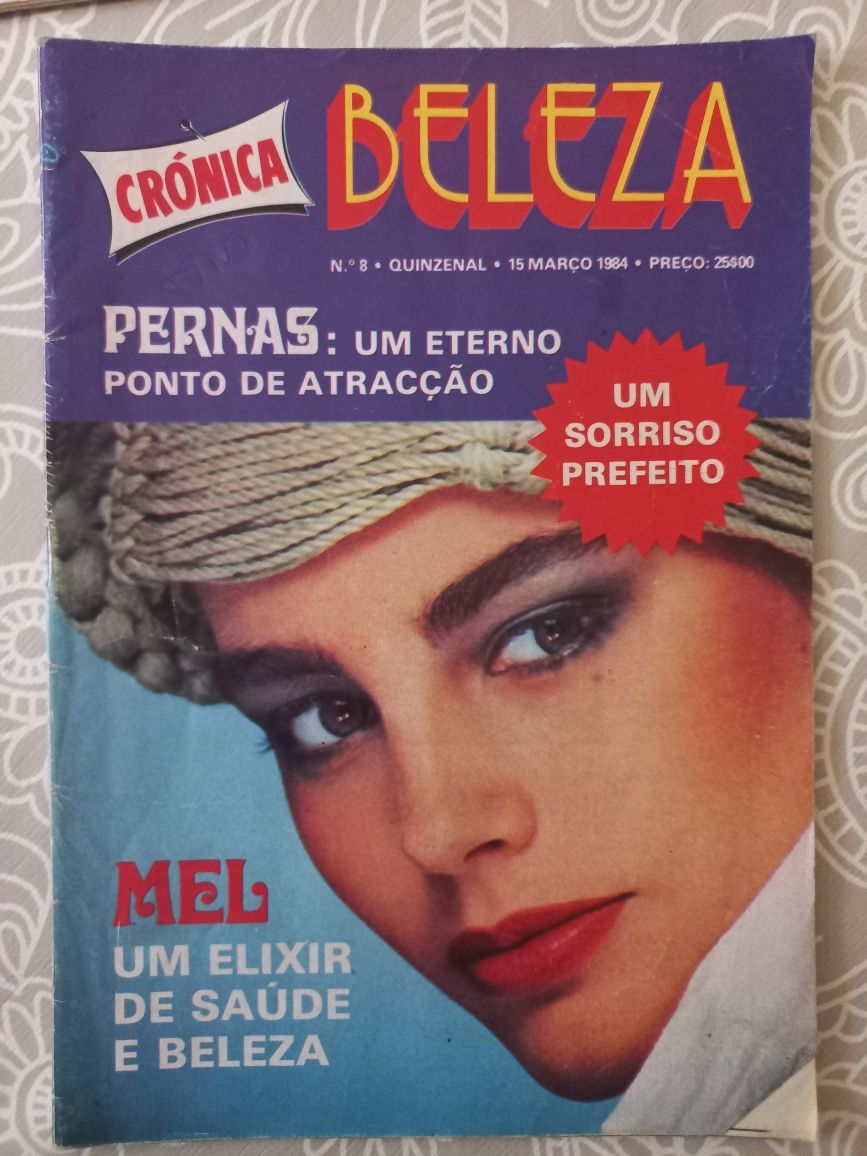 CRÓNICA
BELEZA
N.º 8 • QUINZENAL • 15 MARÇO 1984 • PREÇO: 25$00
PERNAS: UM ETERNO
PONTO DE ATRACÇÃO
UM
SORRISO
PREFEITO
MEL
UM ELIXIR
DE SAÚDE
E BELEZA